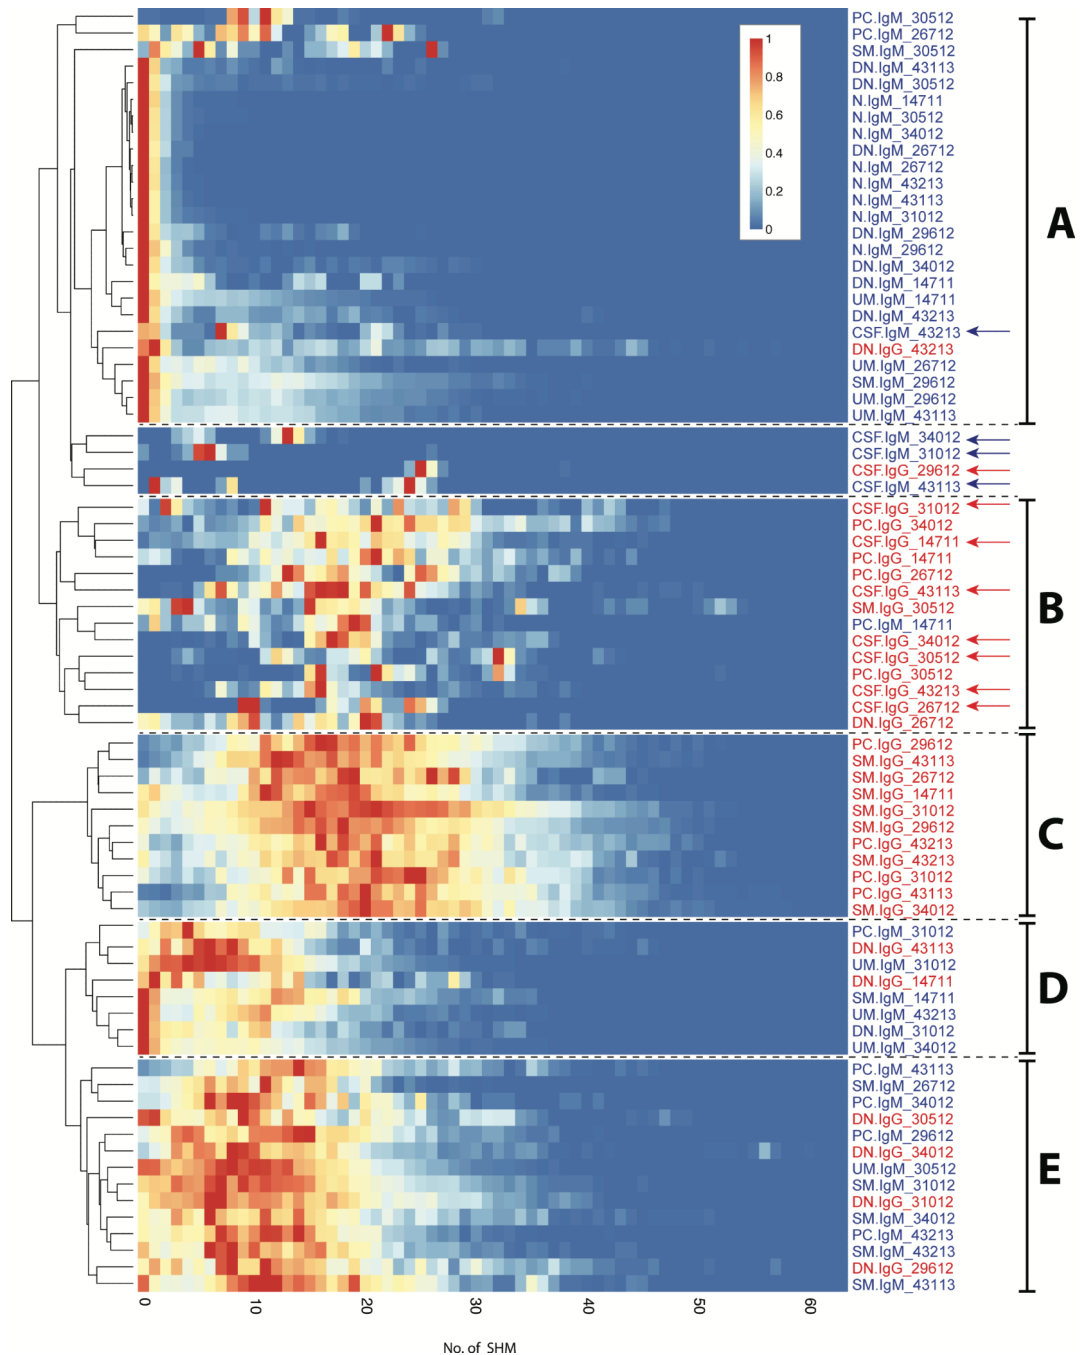 PC.IgM_30512
PC.IgM_26712
SM.IgM_30512
DN.IgM_43113
DN.IgM_30512
N.IgM_14711
N.IgM_30512
N.IgM_34012
DN.IgM_26712
N.IgM_26712
N.IgM_43213
N.IgM_43113
N.IgM_31012
DN.IgM_29612
N.IgM_29612
DN.IgM_34012
DN.IgM_14711
UM.IgM_14711
DN.IgM_43213
CSF.IgM_43213
DN.IgG_43213
UM.IgM_26712
SM.IgM_29612
UM.IgM_29612
UM.IgM_43113
A
1
0.8
0.6
0.4
0.2
0
CSF.IgM_34012
CSF.IgM_31012
CSF.IgG_29612
CSF.IgM_43113
CSF.IgG_31012
PC.IgG_34012
CSF.IgG_14711
PC.IgG_14711
PC.IgG_26712
CSF.IgG_43113
SM.IgG_30512
PC.IgM_14711
CSF.IgG_34012
CSF.IgG_30512
PC.IgG_30512
CSF.IgG_43213
CSF.IgG_26712
DN.IgG_26712
B
PC.IgG_29612
SM.IgG_43113
SM.IgG_26712
SM.IgG_14711
SM.IgG_31012
SM.IgG_29612
PC.IgG_43213
SM.IgG_43213
PC.IgG_31012
PC.IgG_43113
SM.IgG_34012
C
PC.IgM_31012
DN.IgG_43113
UM.IgM_31012
DN.IgG_14711
SM.IgM_14711
UM.IgM_43213
DN.IgM_31012
UM.IgM_34012
D
PC.IgM_43113
SM.IgM_26712
PC.IgM_34012
DN.IgG_30512
PC.IgM_29612
DN.IgG_34012
UM.IgM_30512
SM.IgM_31012
DN.IgG_31012
SM.IgM_34012
PC.IgM_43213
SM.IgM_43213
DN.IgG_29612
SM.IgM_43113
E
0 10 20 30 40 50 60
No. of SHM